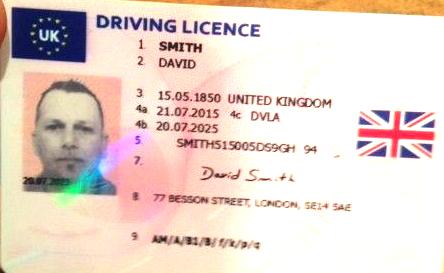 UK
DRIVING LICENCE
1. SMITH
2. DAVID
3. 15.05.1850 UNITED KINGDOM
4a 21.07.2015 4c DVLA
4b 20.07.2025
5. SMITH515005DS9GH 94
7. David Smith
20.07.2025
8. 77 BESSON STREET, LONDON, SE14 5AE
9. AM/A/B1/B/f/k/p/q